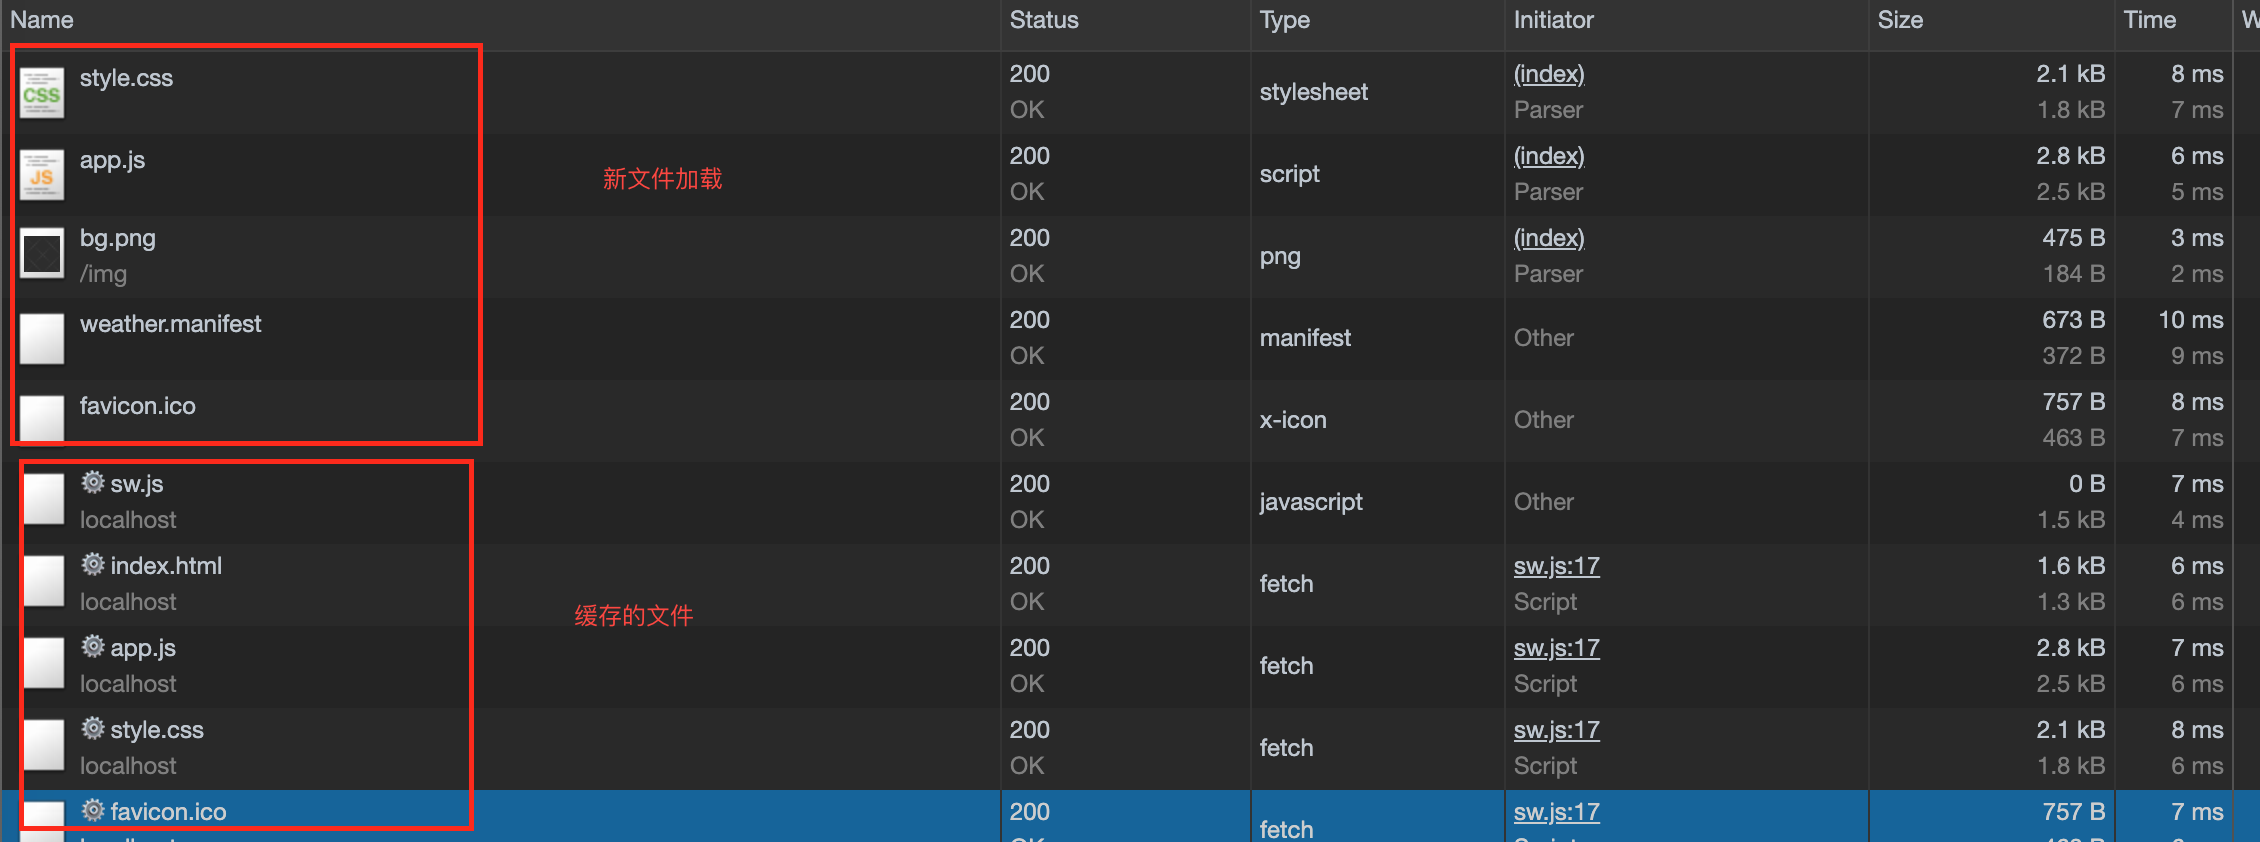 Name Status Type Initiator Size Time W
style.css 200 stylesheet (index) 2.1 kB 8 ms
OK Parser 1.8 kB 7 ms
app.js 200 script (index) 2.8 kB 6 ms
OK Parser 2.5 kB 5 ms
新文件加载
bg.png 200 png (index) 475 B 3 ms
/img OK Parser 184 B 2 ms
weather.manifest 200 manifest Other 673 B 10 ms
OK 372 B 9 ms
favicon.ico 200 x-icon Other 757 B 8 ms
OK 463 B 7 ms
sw.js 200 javascript Other 0 B 7 ms
localhost OK 1.5 kB 4 ms
index.html 200 fetch sw.js:17 1.6 kB 6 ms
localhost OK Script 1.3 kB 6 ms
缓存的文件
app.js 200 fetch sw.js:17 2.8 kB 7 ms
localhost OK Script 2.5 kB 6 ms
style.css 200 fetch sw.js:17 2.1 kB 8 ms
localhost OK Script 1.8 kB 6 ms
favicon.ico 200 fetch sw.js:17 757 B 7 ms